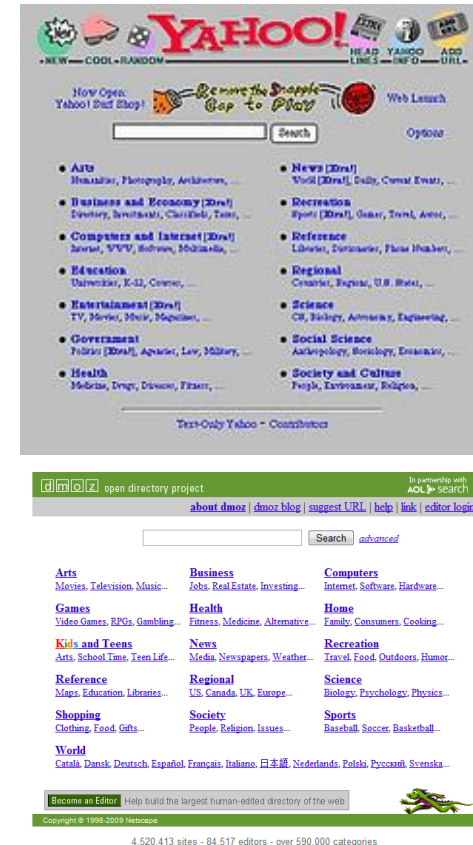 YAHOO!
NEW COOL RANDOM HEAD LINES YAHOO INFO ADD URL
Now Open: Yahoo! Surf Shop!
Remove the Snapple Cap to Play
Web Launch
Search Options
Arts
Humanities, Photography, Architecture, ...
News [Xtra!]
World [Xtra!], Daily, Current Events, ...
Business and Economy [Xtra!]
Directory, Investments, Classifieds, Taxes, ...
Recreation
Sports [Xtra!], Games, Travel, Autos, ...
Computers and Internet [Xtra!]
Internet, WWW, Software, Multimedia, ...
Reference
Libraries, Dictionaries, Phone Numbers, ...
Education
Universities, K-12, Courses, ...
Regional
Countries, Regions, U.S. States, ...
Entertainment [Xtra!]
TV, Movies, Music, Magazines, ...
Science
CS, Biology, Astronomy, Engineering, ...
Government
Politics [Xtra!], Agencies, Law, Military, ...
Social Science
Anthropology, Sociology, Economics, ...
Health
Medicine, Drugs, Diseases, Fitness, ...
Society and Culture
People, Environment, Religion, ...
Text-Only Yahoo - Contributors
dmoz open directory project
In partnership with
AOL Search
about dmoz | dmoz blog | suggest URL | help | link | editor login
Search advanced
Arts
Movies, Television, Music...
Business
Jobs, Real Estate, Investing...
Computers
Internet, Software, Hardware...
Games
Video Games, RPGs, Gambling...
Health
Fitness, Medicine, Alternative...
Home
Family, Consumers, Cooking...
Kids and Teens
Arts, School Time, Teen Life...
News
Media, Newspapers, Weather...
Recreation
Travel, Food, Outdoors, Humor...
Reference
Maps, Education, Libraries...
Regional
US, Canada, UK, Europe...
Science
Biology, Psychology, Physics...
Shopping
Clothing, Food, Gifts...
Society
People, Religion, Issues...
Sports
Baseball, Soccer, Basketball...
World
Català, Dansk, Deutsch, Español, Français, Italiano, 日本語, Nederlands, Polski, Русский, Svenska...
Become an Editor Help build the largest human-edited directory of the web
Copyright © 1998-2009 Netscape
4,520,413 sites - 84,517 editors - over 590,000 categories